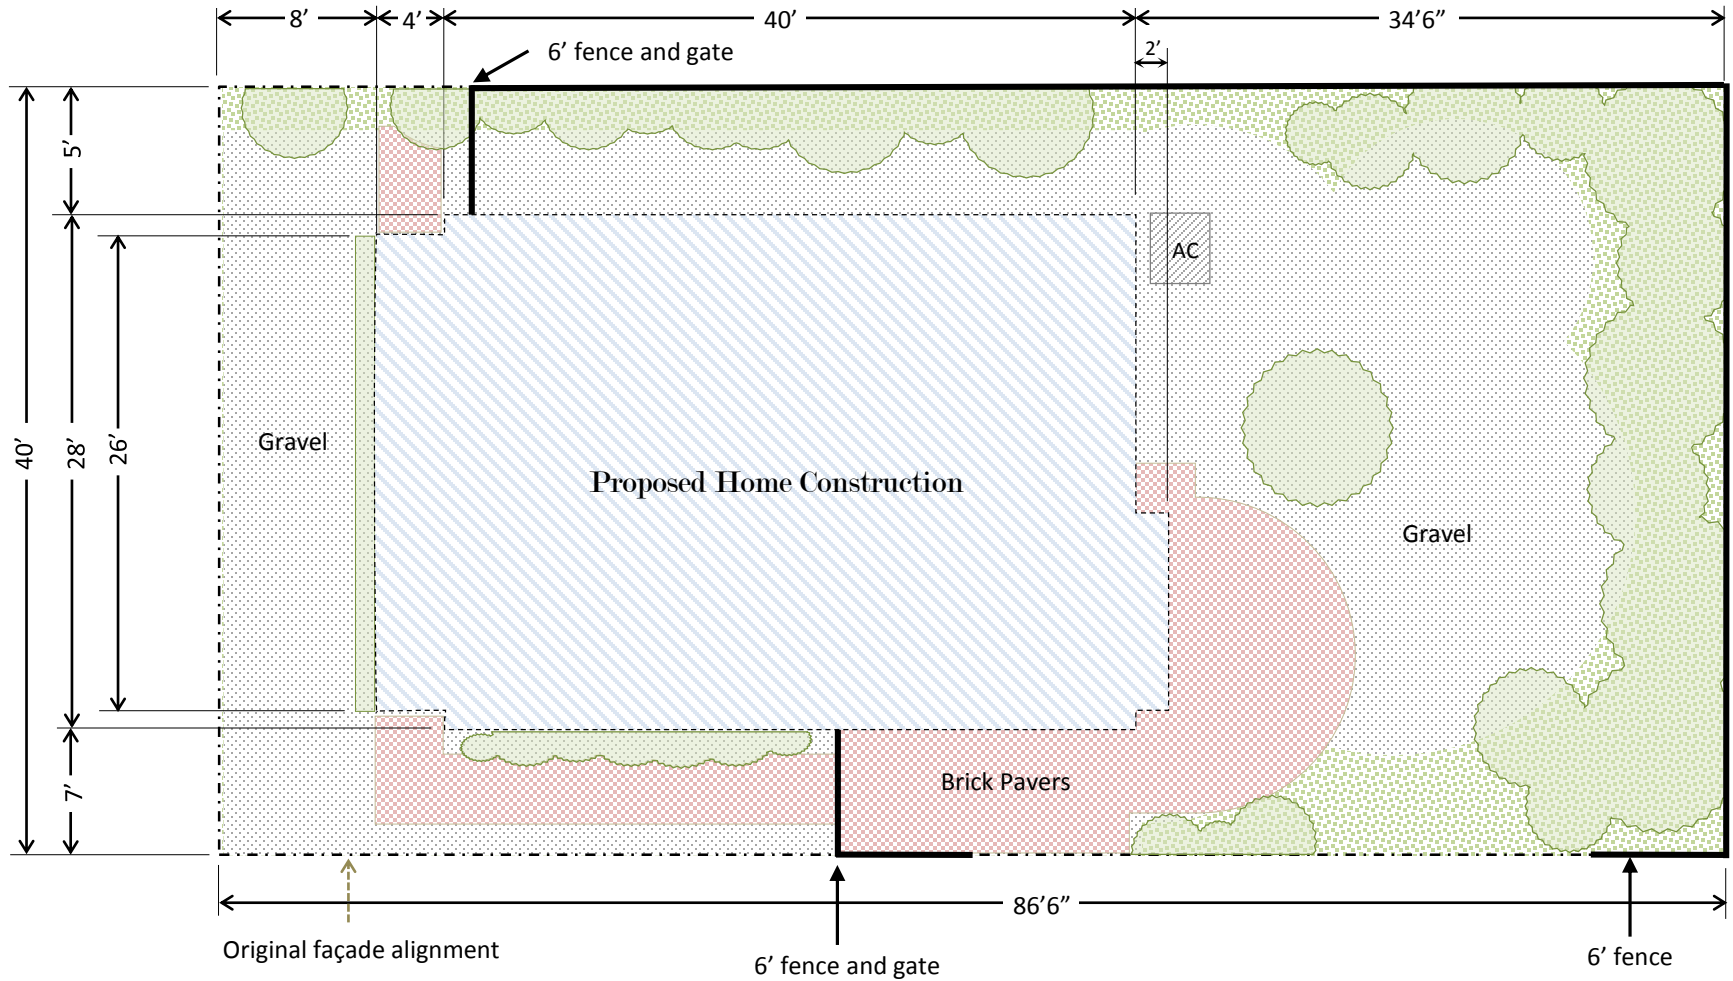 8’
4’
40’
34’6”
6’ fence and gate
2’
5’
AC
40’
28’
26’
Gravel
Proposed Home Construction
Gravel
7’
Brick Pavers
86’6”
Original façade alignment
6’ fence and gate
6’ fence